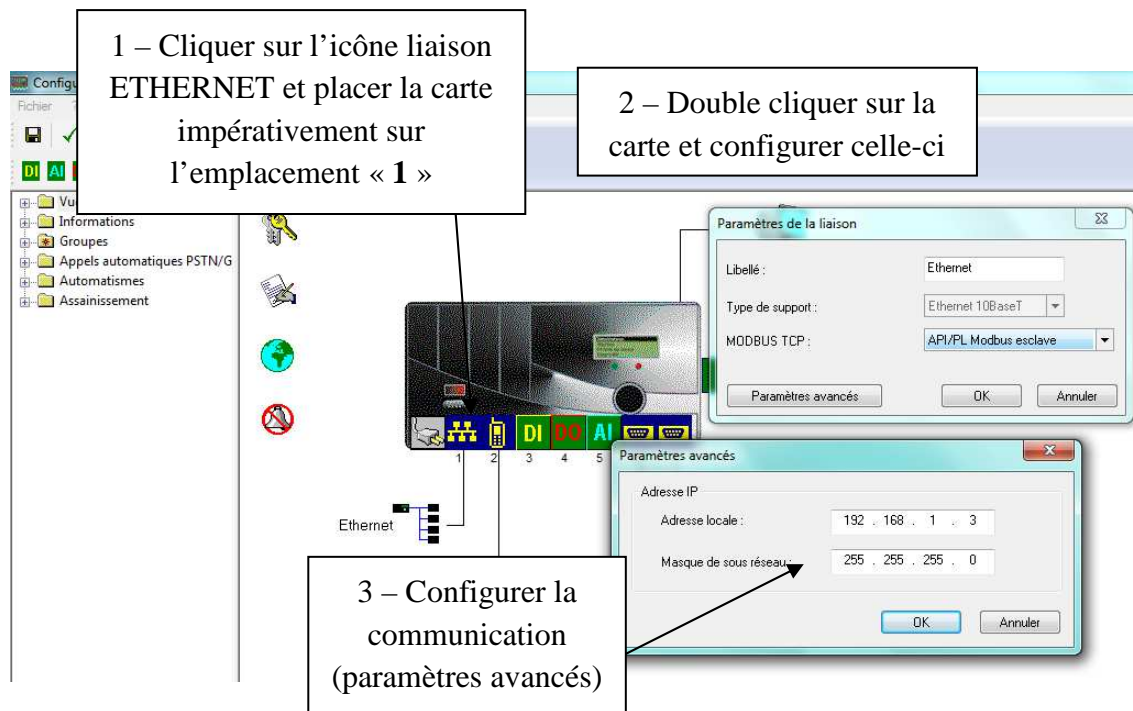 1 – Cliquer sur l’icône liaison
ETHERNET et placer la carte
impérativement sur
l’emplacement « 1 »
2 – Double cliquer sur la
carte et configurer celle-ci
Configu
Fichier ?
DI AI
Vu
Informations
Groupes
Appels automatiques PSTN/G
Automatismes
Assainissement
Paramètres de la liaison
Libellé : Ethernet
Type de support : Ethernet 10BaseT
MODBUS TCP : API/PL Modbus esclave
Paramètres avancés OK Annuler
DI DO AI
1 2 3 4 5
Paramètres avancés
Adresse IP
Adresse locale : 192 . 168 . 1 . 3
Masque de sous réseau : 255 . 255 . 255 . 0
OK Annuler
Ethernet
3 – Configurer la
communication
(paramètres avancés)